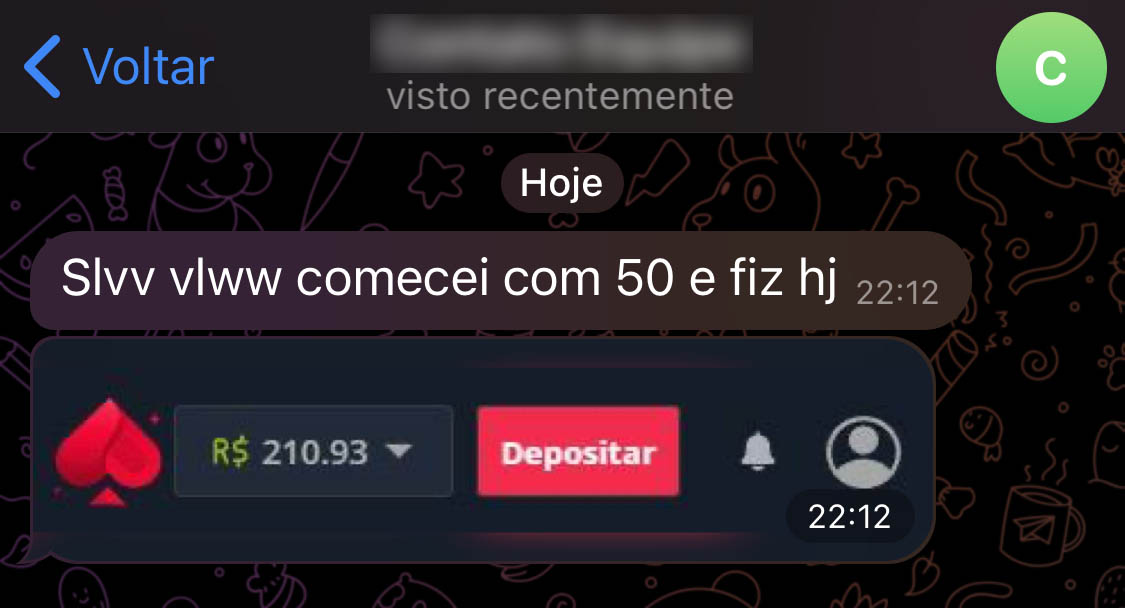 Voltar
visto recentemente
C
Hoje
Slvv vlww comecei com 50 e fiz hj 22:12
R$ 210.93 Depositar
22:12